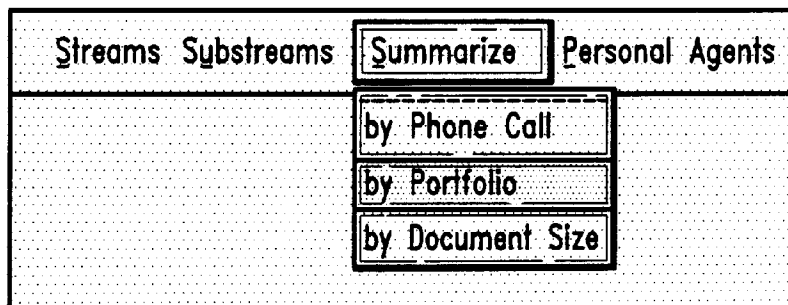 Streams Substreams Summarize Personal Agents
by Phone Call
by Portfolio
by Document Size